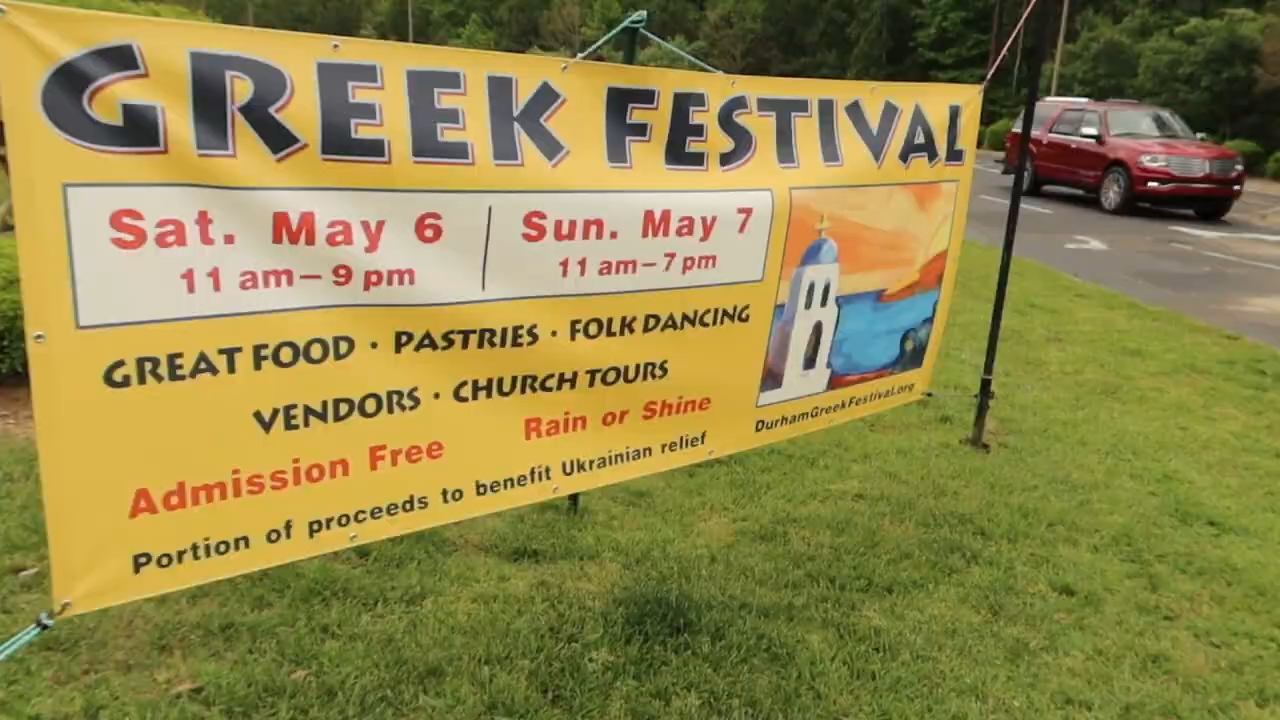 GREEK FESTIVAL
Sat. May 6
11 am – 9 pm
Sun. May 7
11 am – 7 pm
GREAT FOOD · PASTRIES · FOLK DANCING
VENDORS · CHURCH TOURS
Admission Free
Rain or Shine
Portion of proceeds to benefit Ukrainian relief
DurhamGreekFestival.org